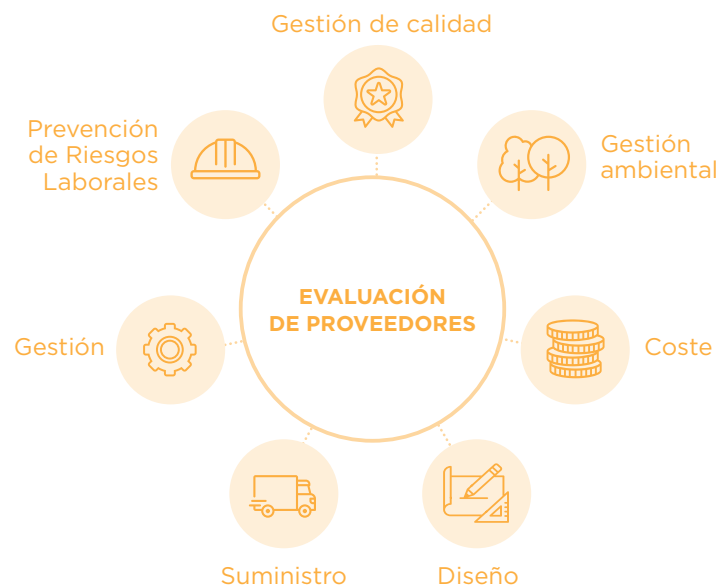 Gestión de calidad
Prevención
de Riesgos
Laborales
Gestión
ambiental
EVALUACIÓN
DE PROVEEDORES
Gestión
Coste
Suministro
Diseño